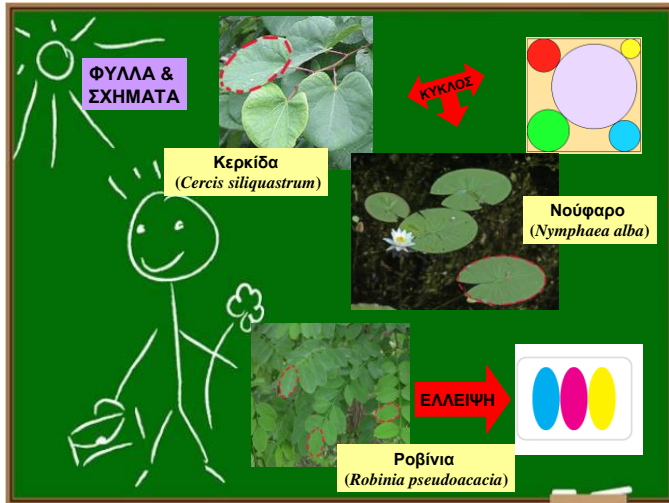 ΦΥΛΛΑ &
ΣΧΗΜΑΤΑ
ΚΥΚΛΟΣ
Κερκίδα
(Cercis siliquastrum)
Νούφαρο
(Nymphaea alba)
ΕΛΛΕΙΨΗ
Ροβίνια
(Robinia pseudoacacia)